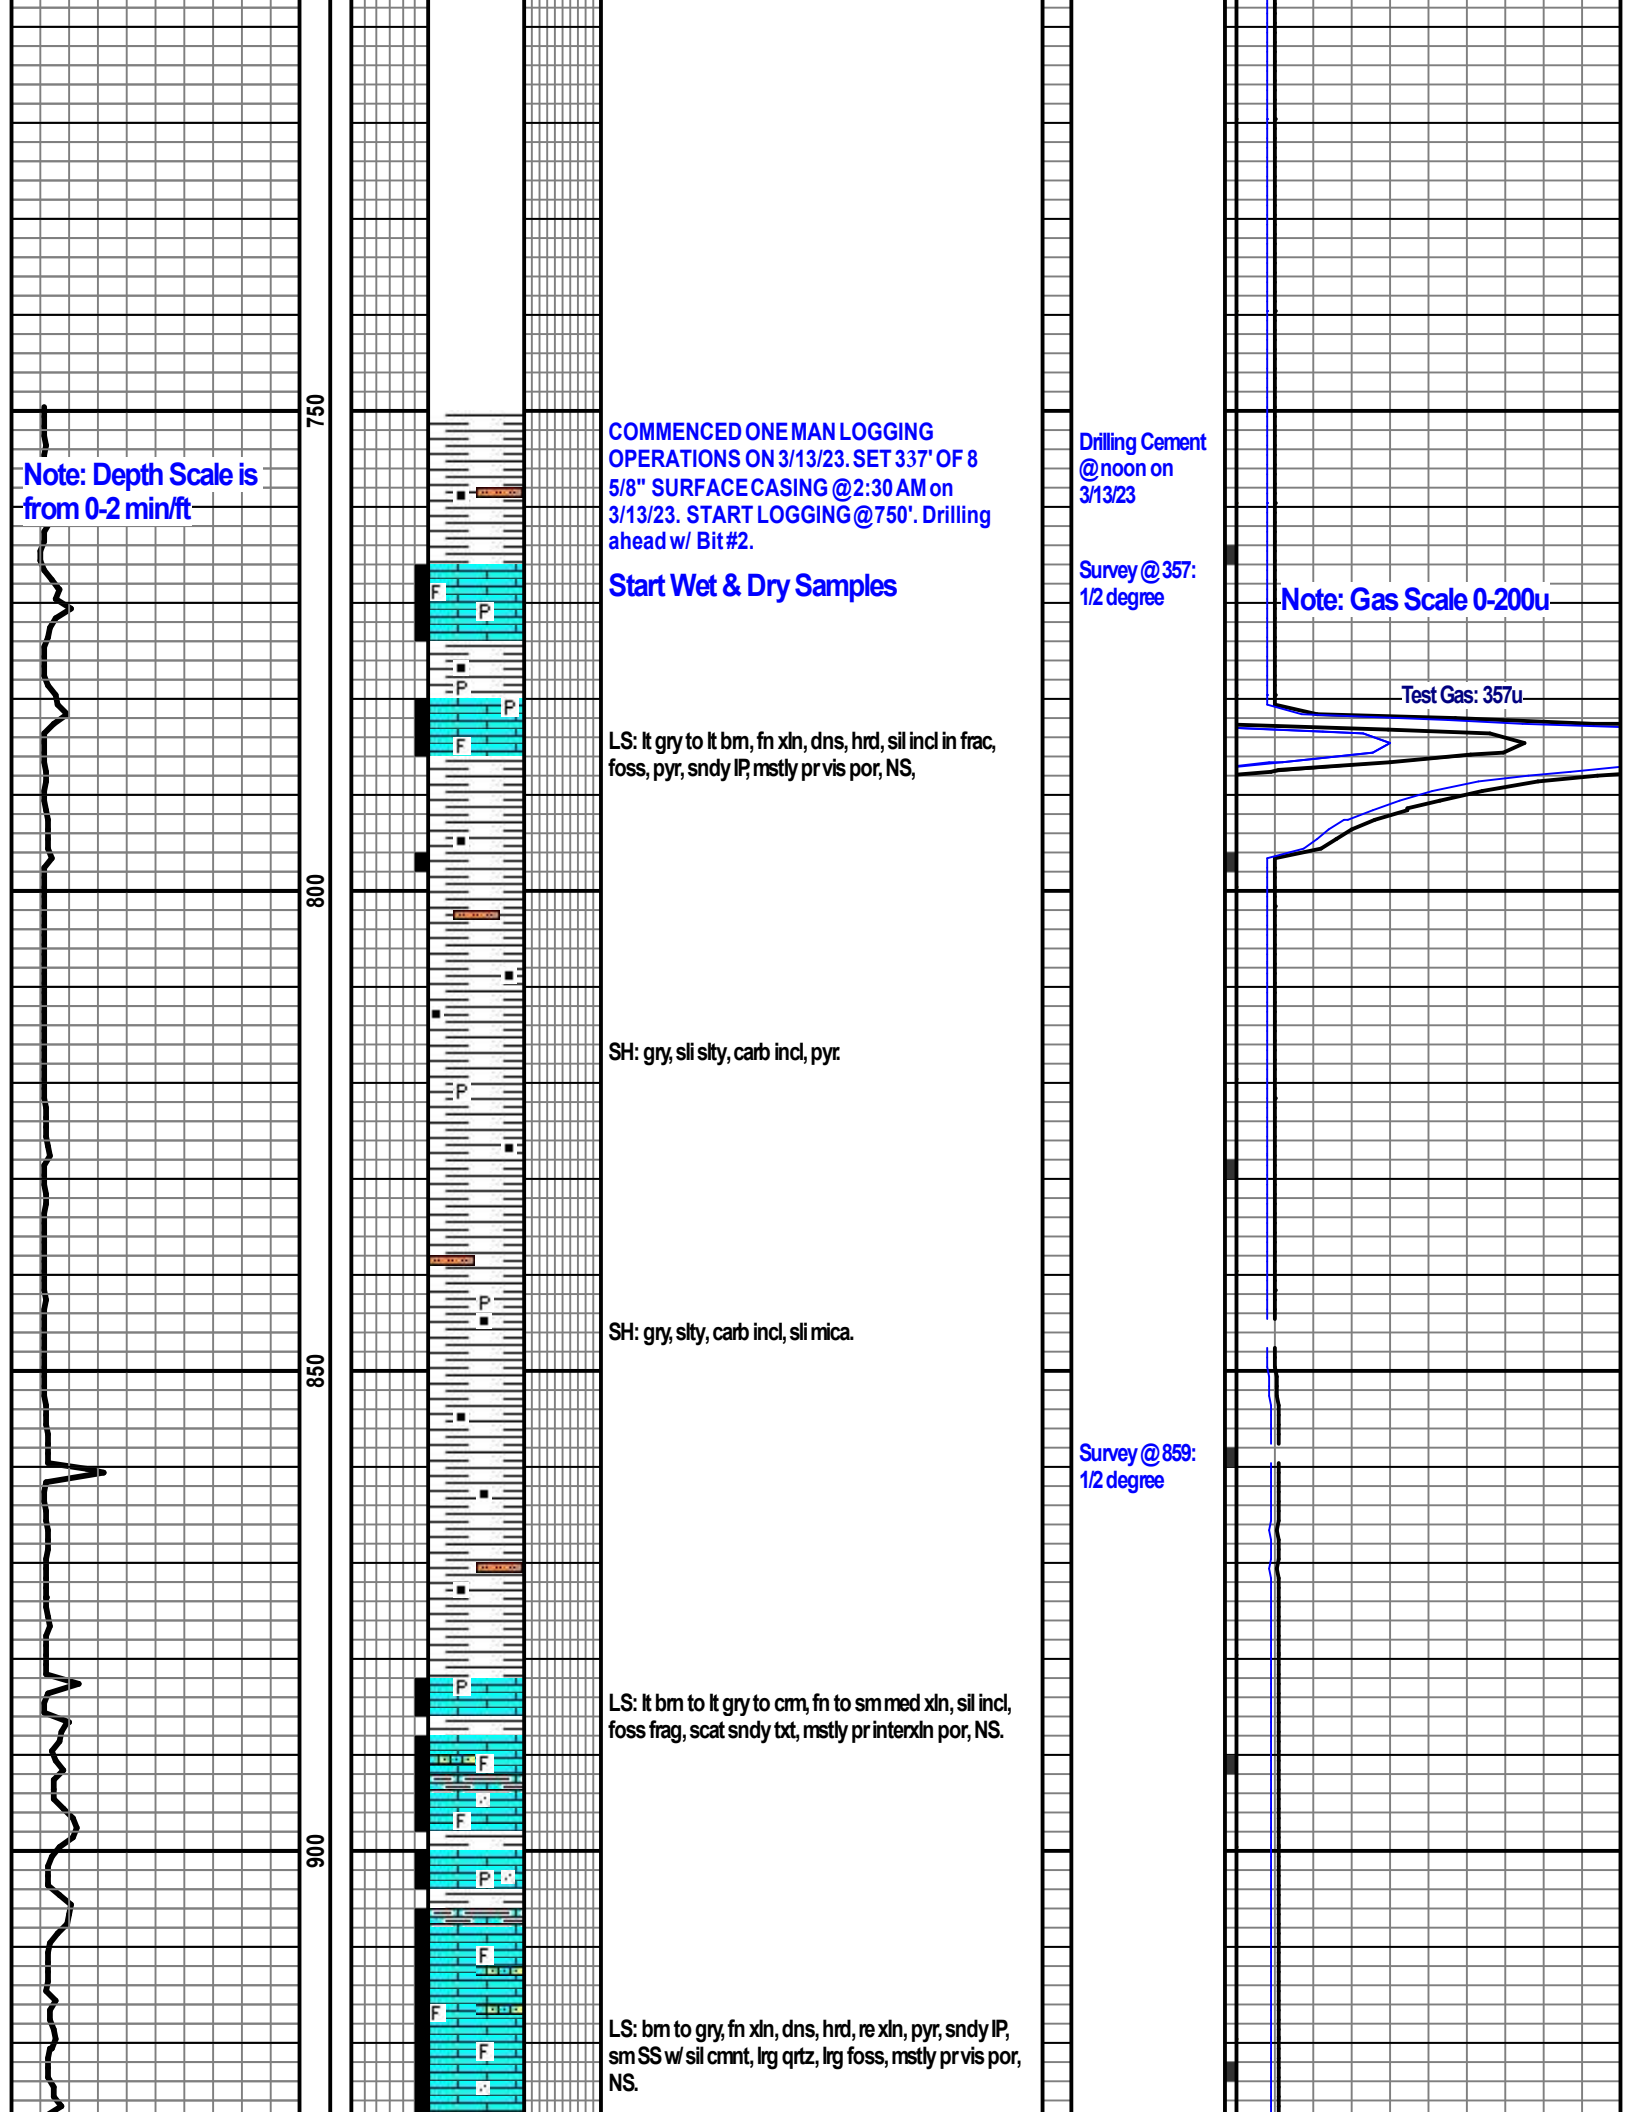 750
COMMENCED ONE MAN LOGGING
OPERATIONS ON 3/13/23. SET 337' OF 8
5/8" SURFACE CASING @ 2:30 AM on
3/13/23. START LOGGING @ 750'. Drilling
ahead w/ Bit #2.
Drilling Cement
@ noon on
3/13/23
Note: Depth Scale is
from 0-2 min/ft
Survey @ 357:
1/2 degree
Start Wet & Dry Samples
Note: Gas Scale 0-200u
F
P
P
P
F
Test Gas: 357u
LS: lt gry to lt brn, fn xln, dns, hrd, sil incl in frac,
foss, pyr, sndy IP, mstly pr vis por, NS,
800
SH: gry, sli slty, carb incl, pyr.
P
P
SH: gry, slty, carb incl, sli mica.
850
Survey @ 859:
1/2 degree
P
LS: lt brn to lt gry to crm, fn to sm med xln, sil incl,
foss frag, scat sndy txt, mstly pr interxln por, NS.
F
F
900
P
F
F
F
LS: brn to gry, fn xln, dns, hrd, re xln, pyr, sndy IP,
sm SS w/ sil cmnt, lrg qrtz, lrg foss, mstly pr vis por,
NS.